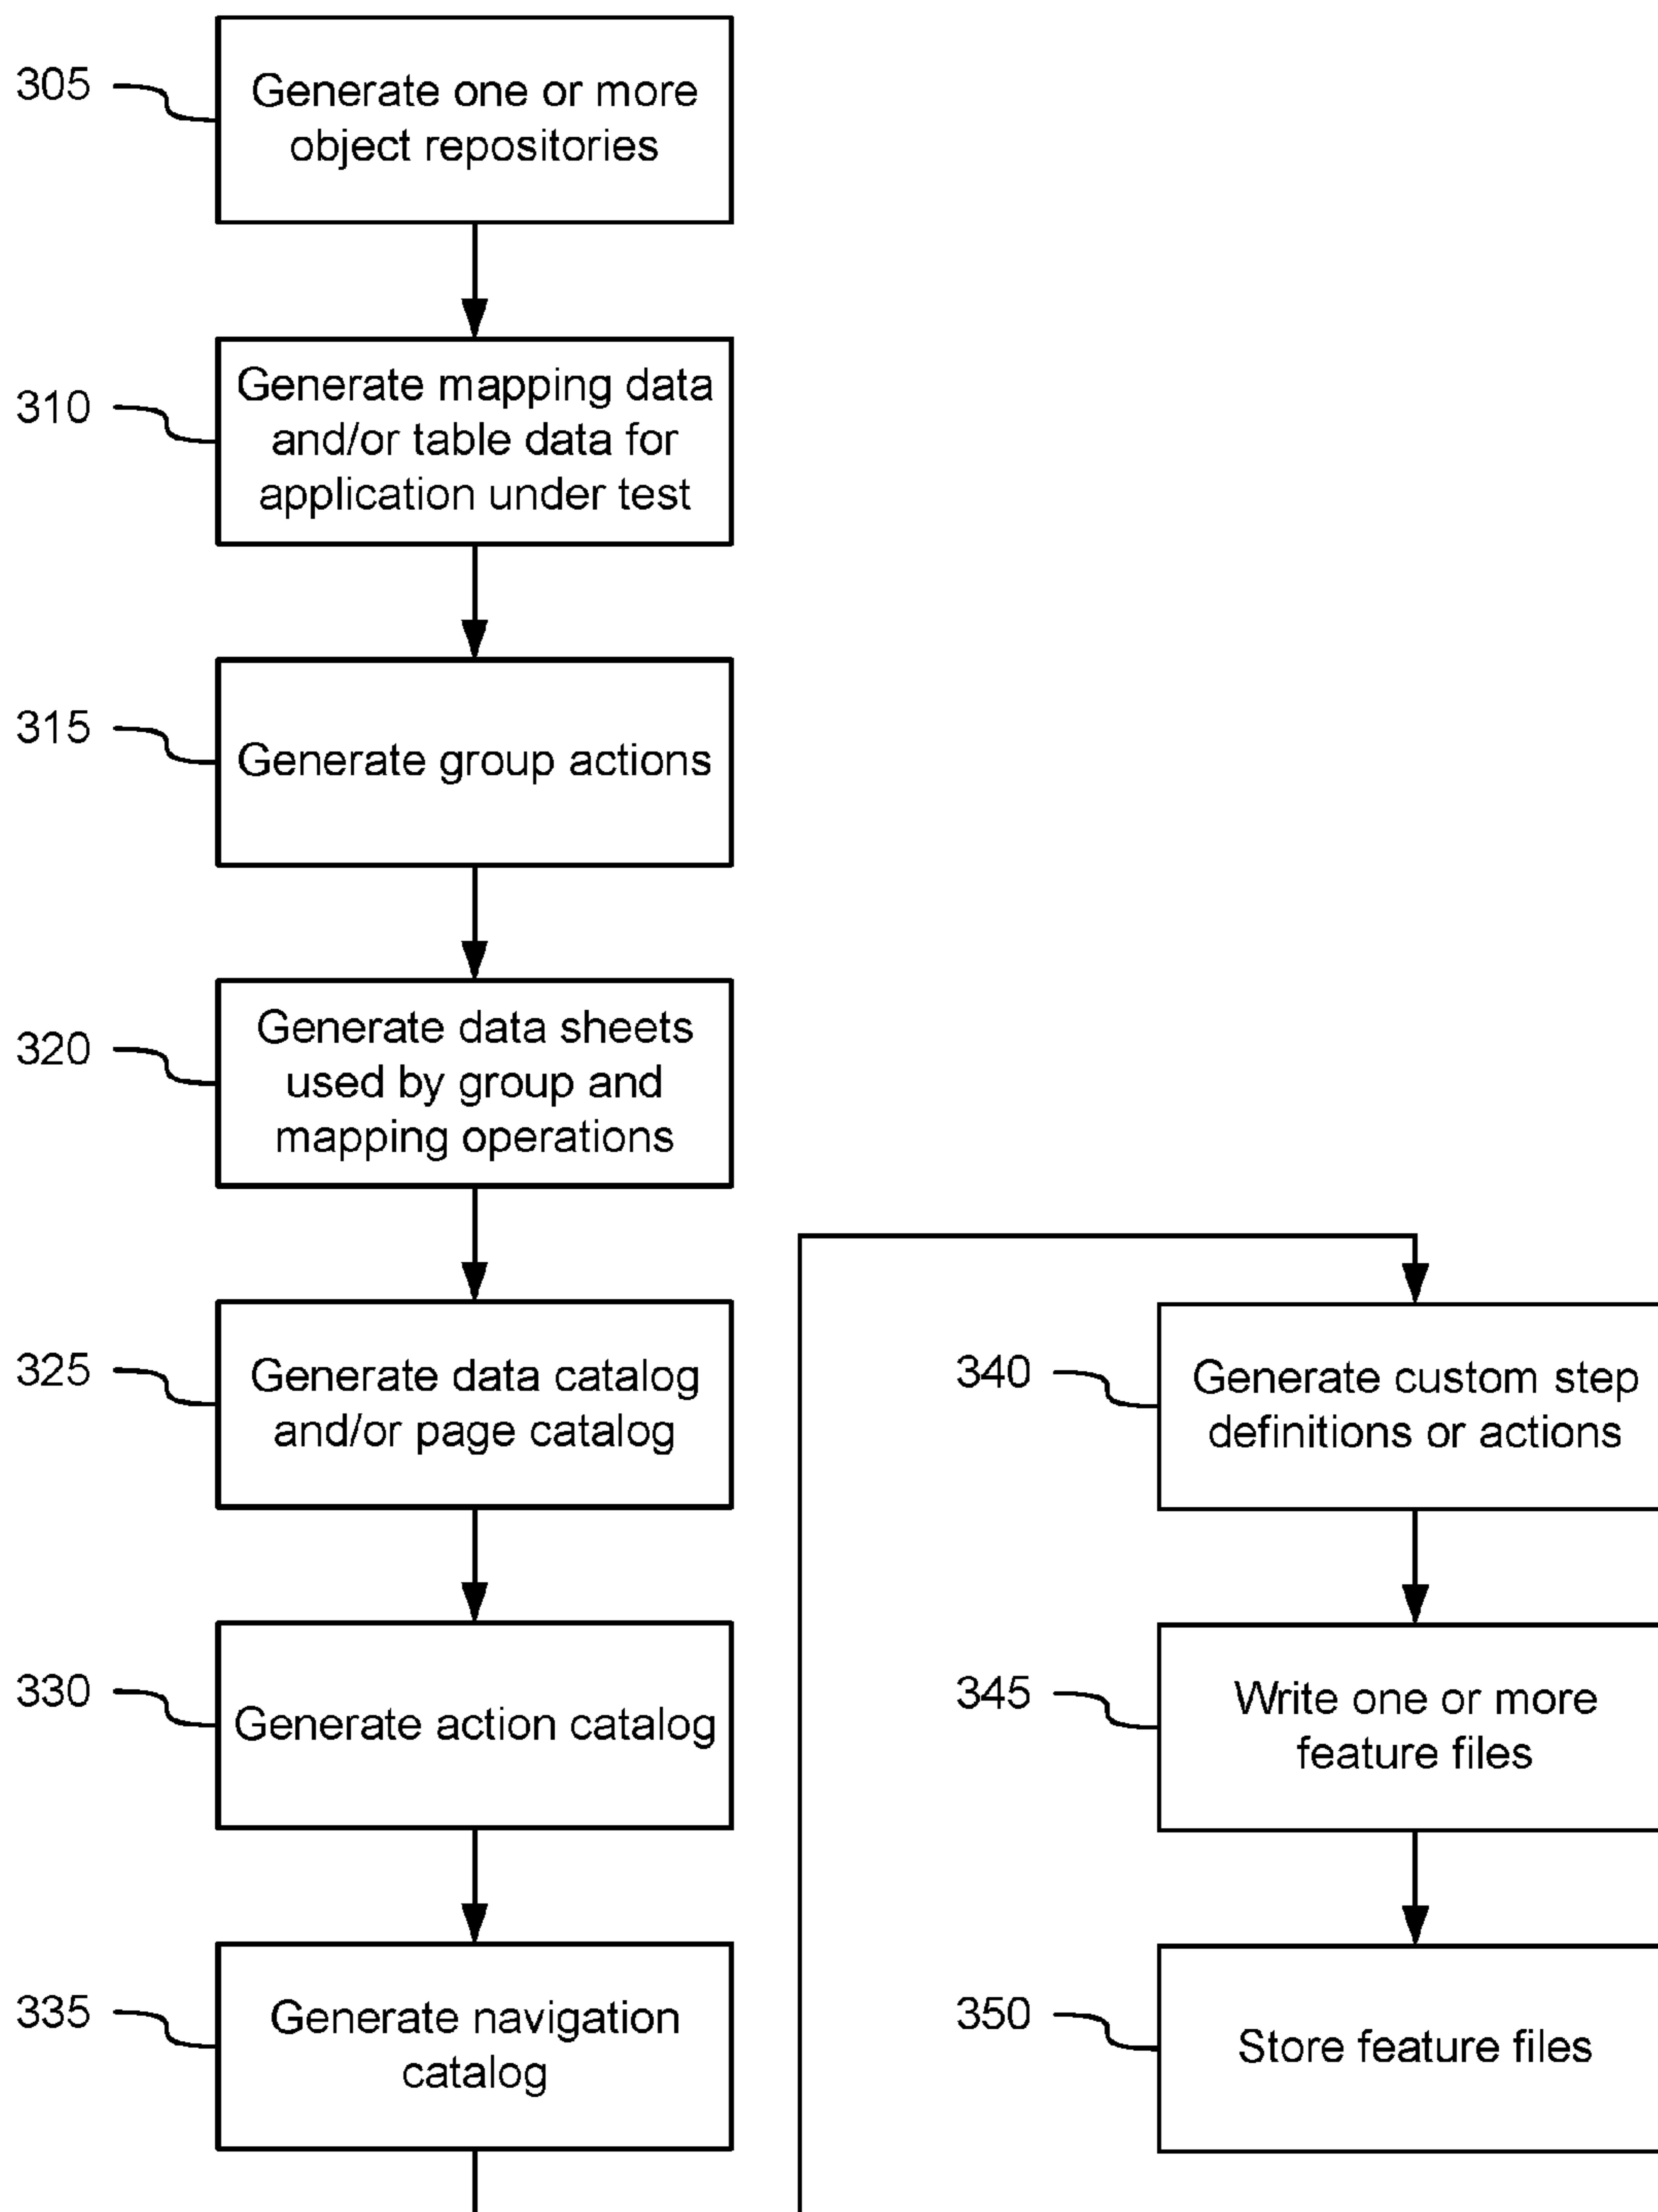 305
Generate one or more
object repositories
310
Generate mapping data
and/or table data for
application under test
315
Generate group actions
320
Generate data sheets
used by group and
mapping operations
325
Generate data catalog
and/or page catalog
330
Generate action catalog
335
Generate navigation
catalog
340
Generate custom step
definitions or actions
345
Write one or more
feature files
350
Store feature files